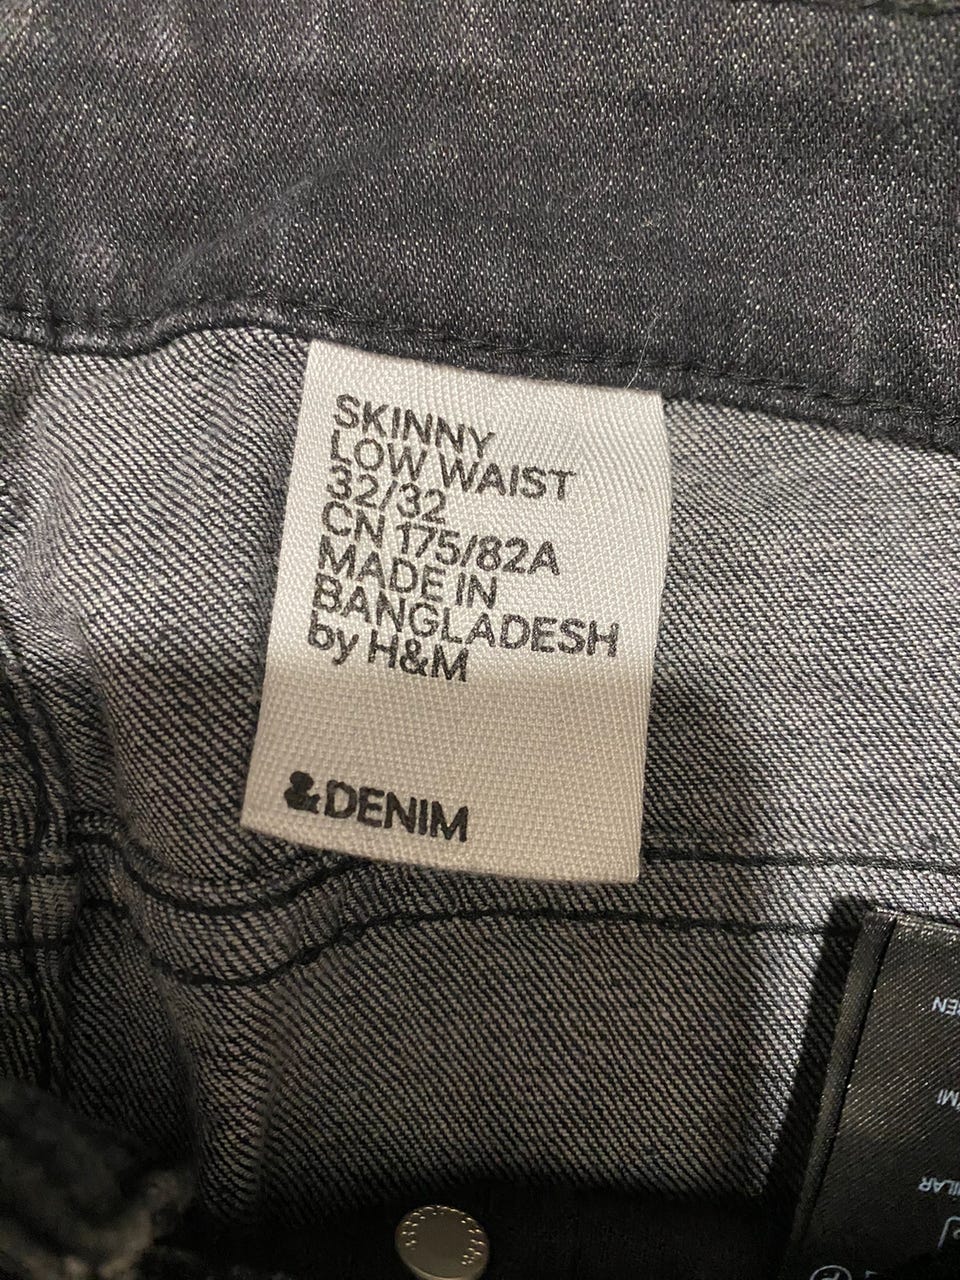 SKINNY
LOW WAIST
32/32
CN 175/82A
MADE IN
BANGLADESH
by H&M
&DENIM